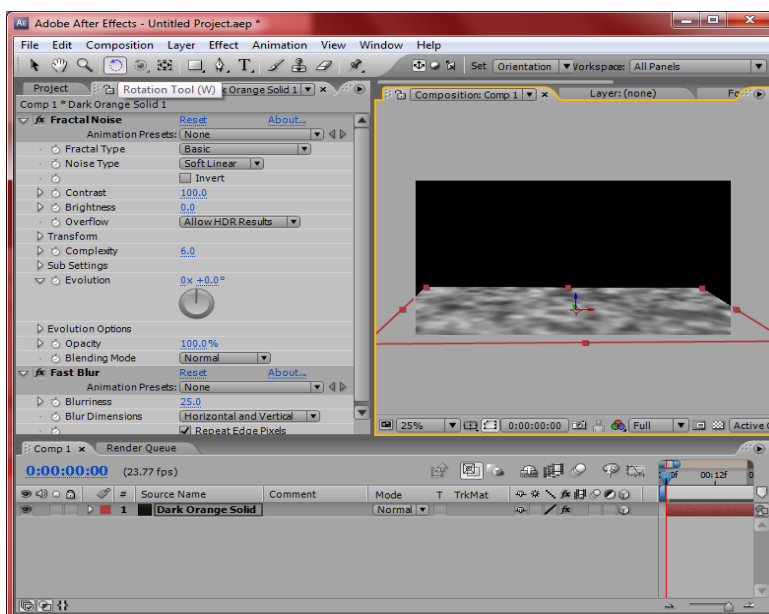 AE Adobe After Effects - Untitled Project.aep *
File Edit Composition Layer Effect Animation View Window Help
Set Orientation Workspace: All Panels
Project Rotation Tool (W) k Orange Solid 1
Composition: Comp 1 Layer: (none)
Comp 1 * Dark Orange Solid 1
fx Fractal Noise Reset About...
Animation Presets: None
Fractal Type Basic
Noise Type Soft Linear
Invert
Contrast 100.0
Brightness 0.0
Overflow Allow HDR Results
Transform
Complexity 6.0
Sub Settings
Evolution 0x +0.0°
Evolution Options
Opacity 100.0%
Blending Mode Normal
fx Fast Blur Reset About...
Animation Presets: None
Blurriness 25.0
Blur Dimensions Horizontal and Vertical
Repeat Edge Pixels
25% 0:00:00:00 Full Active
Comp 1 Render Queue
0:00:00:00 (23.77 fps)
00:12f
# Source Name Comment Mode T TrkMat
1 Dark Orange Solid Normal